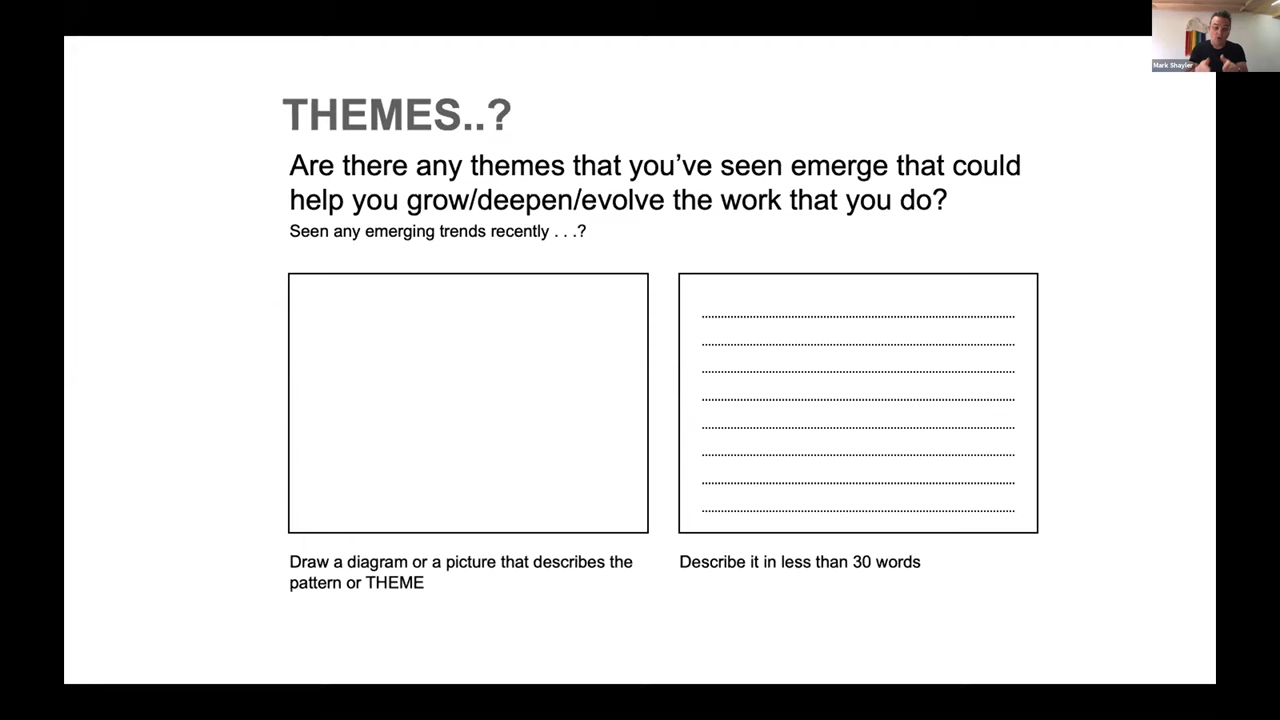 Mark Shayler
THEMES..?
Are there any themes that you’ve seen emerge that could
help you grow/deepen/evolve the work that you do?
Seen any emerging trends recently . . .?
Draw a diagram or a picture that describes the
pattern or THEME
Describe it in less than 30 words